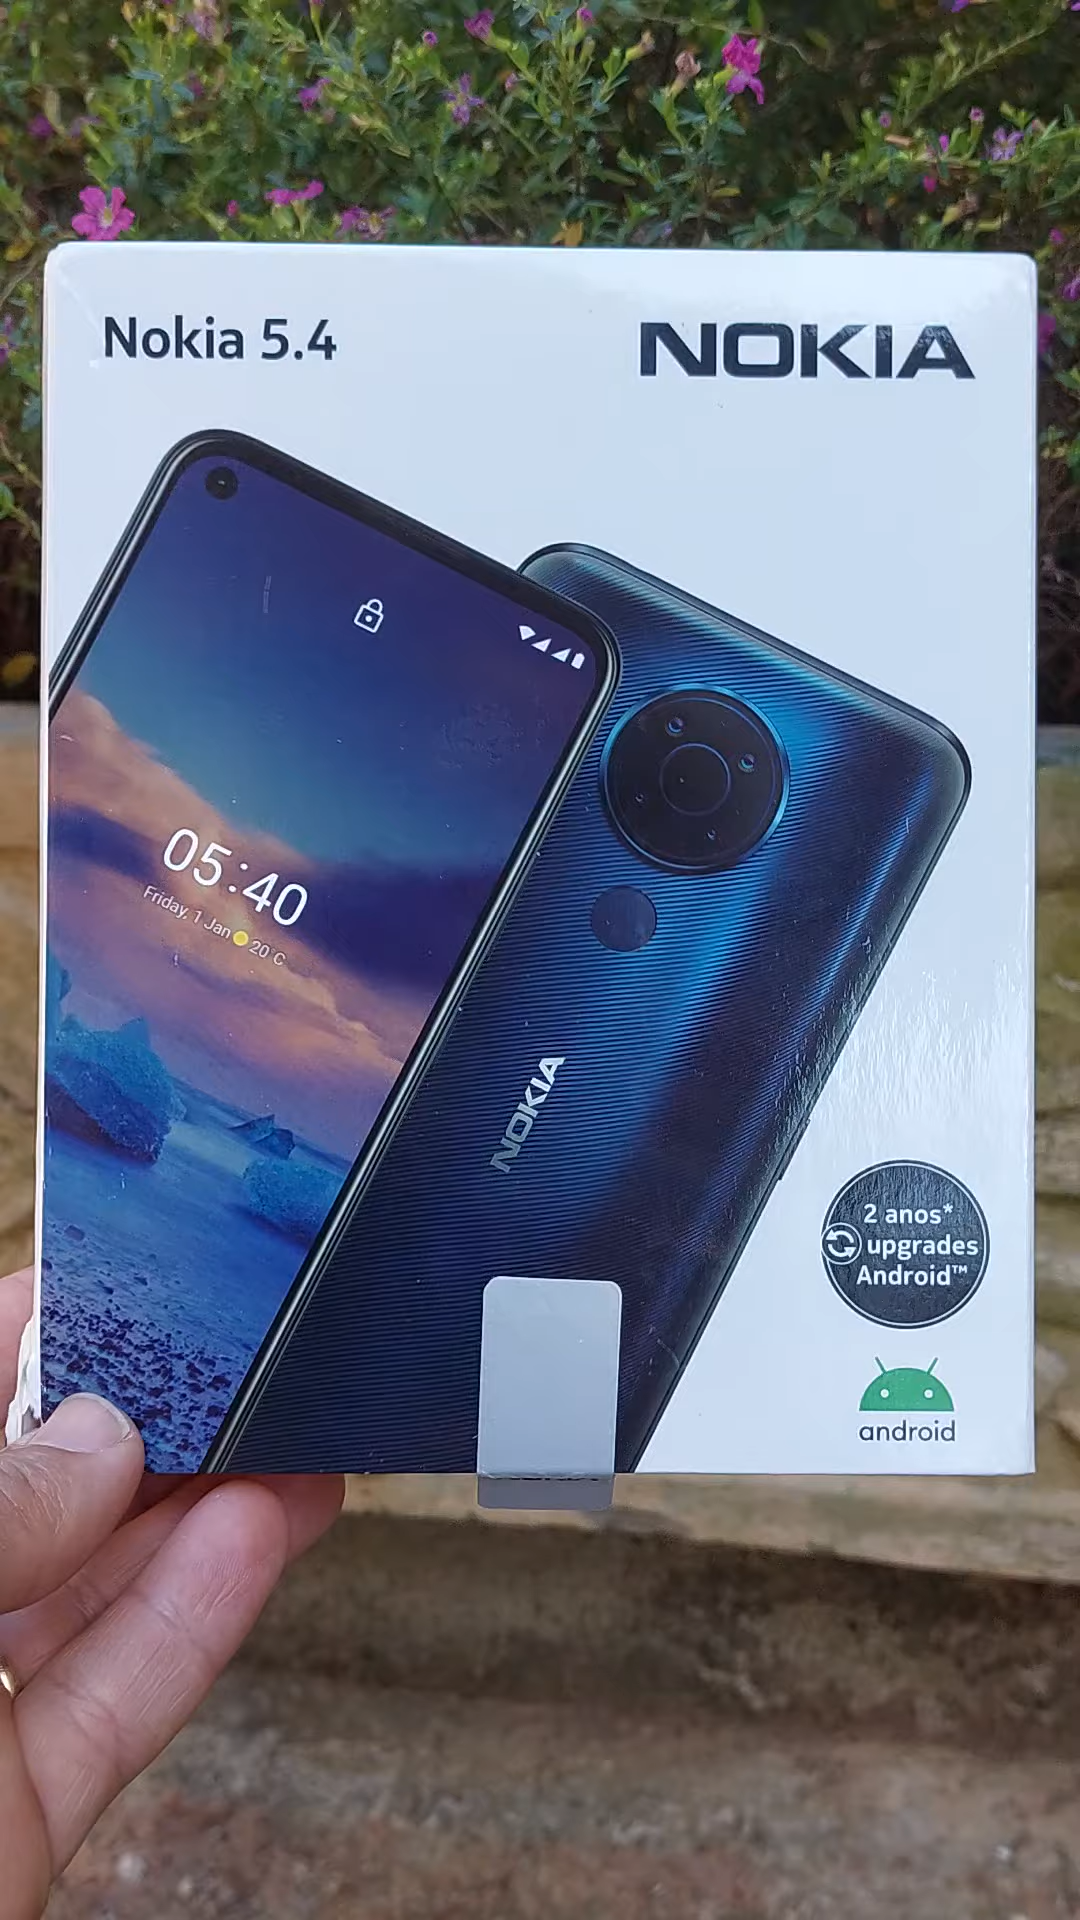 Nokia 5.4
NOKIA
05:40
Friday, 1 Jan 20°C
NOKIA
2 anos*
upgrades
Android™
android